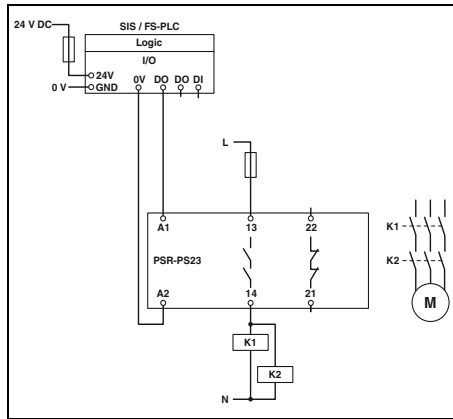 24 V DC
SIS / FS-PLC
Logic
I/O
24V
0V DO DO DI
0 V
GND
L
A1 13 22
K1
PSR-PS23
K2
A2 14 21
M
K1
K2
N